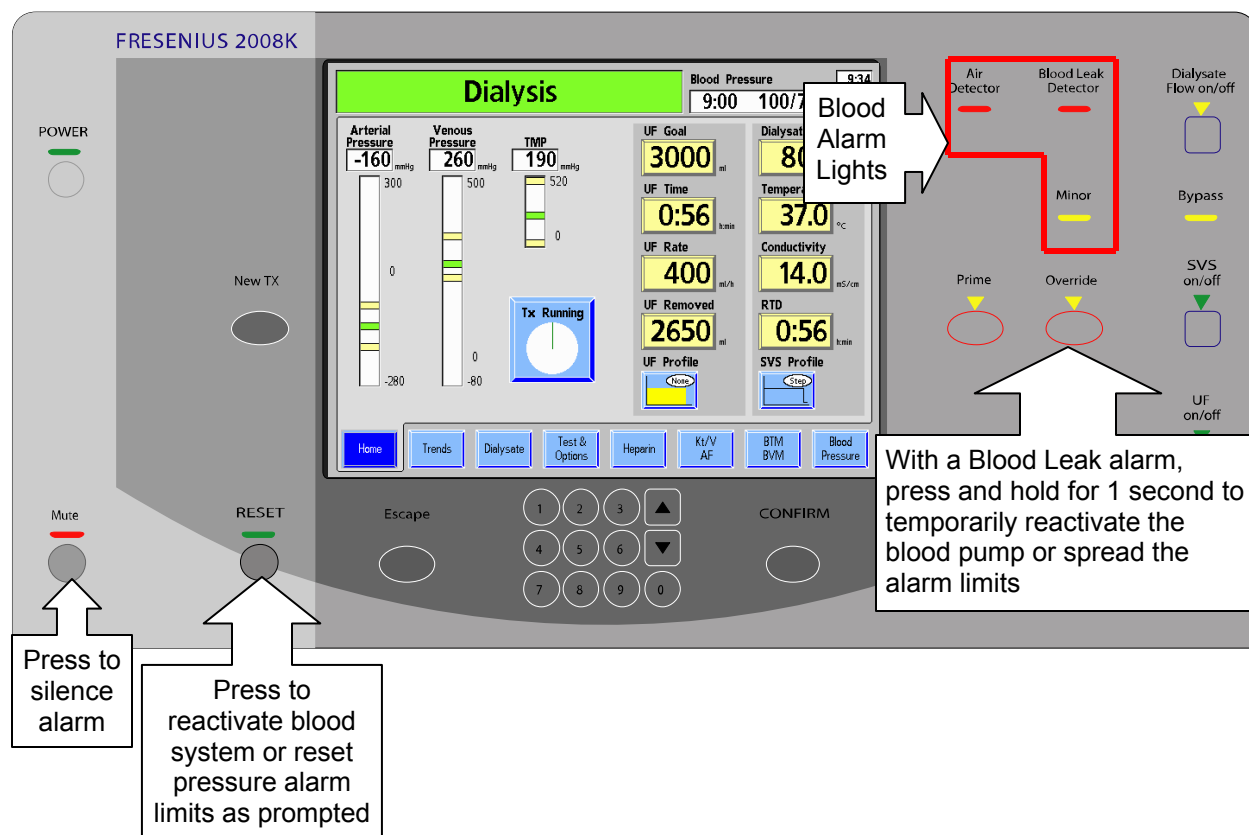 FRESENIUS 2008K
POWER
New TX
Mute
RESET
Dialysis
Blood Pressure
9:34
9:00 100/7
Arterial
Pressure
-160 mmHg
300
0
-280
Venous
Pressure
260 mmHg
500
0
-80
TMP
190 mmHg
520
0
Tx Running
UF Goal
3000 ml
UF Time
0:56 h:min
UF Rate
400 ml/h
UF Removed
2650 ml
UF Profile
None
80
Temper
37.0 °C
Conductivity
14.0 mS/cm
RTD
0:56 h:min
SVS Profile
Step
Home
Trends
Dialysate
Test &
Options
Heparin
Kt/V
AF
BTM
BVM
Blood
Pressure
Escape
1 2 3
4 5 6
7 8 9 0
CONFIRM
Blood
Alarm
Lights
Air
Detector
Blood Leak
Detector
Minor
Prime
Override
Dialysate
Flow on/off
Bypass
SVS
on/off
UF
on/off
With a Blood Leak alarm,
press and hold for 1 second to
temporarily reactivate the
blood pump or spread the
alarm limits
Press to
silence
alarm
Press to
reactivate blood
system or reset
pressure alarm
limits as prompted